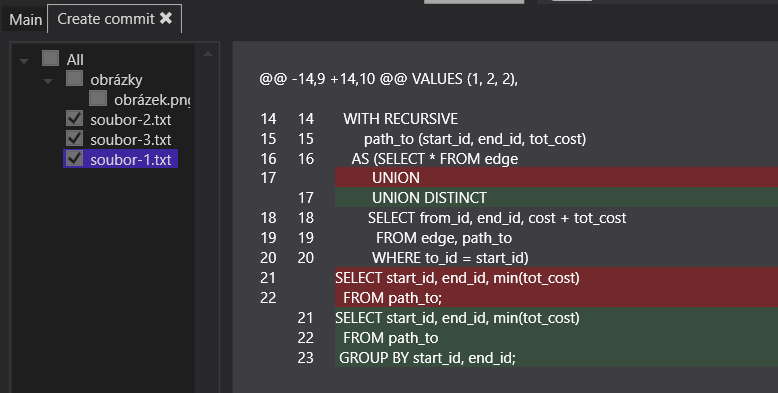 Main
Create commit ✖
All
obrázky
obrázek.png
soubor-2.txt
soubor-3.txt
soubor-1.txt
@@ -14,9 +14,10 @@ VALUES (1, 2, 2),
14 14 WITH RECURSIVE
15 15 path_to (start_id, end_id, tot_cost)
16 16 AS (SELECT * FROM edge
17 UNION
17 UNION DISTINCT
18 18 SELECT from_id, end_id, cost + tot_cost
19 19 FROM edge, path_to
20 20 WHERE to_id = start_id)
21 SELECT start_id, end_id, min(tot_cost)
22 FROM path_to;
21 SELECT start_id, end_id, min(tot_cost)
22 FROM path_to
23 GROUP BY start_id, end_id;